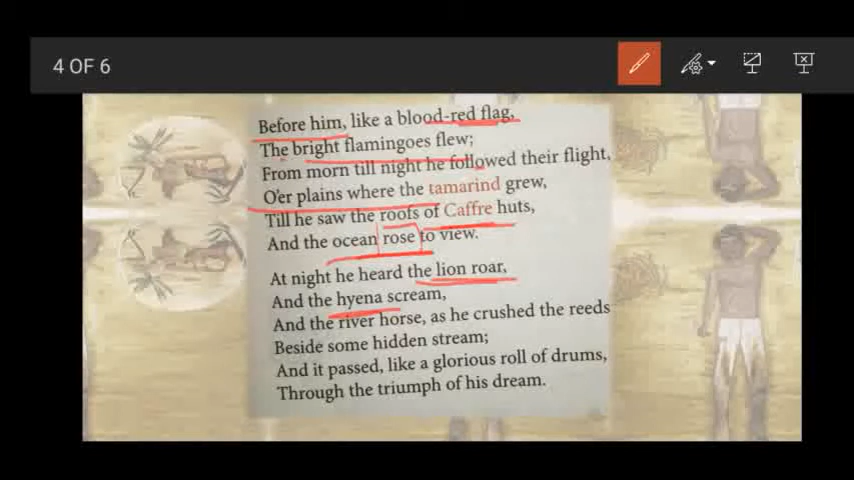 4 OF 6
Before him, like a blood-red flag,
The bright flamingoes flew;
From morn till night he followed their flight,
O'er plains where the tamarind grew,
Till he saw the roofs of Caffre huts,
And the ocean rose to view.
At night he heard the lion roar,
And the hyena scream,
And the river horse, as he crushed the reeds
Beside some hidden stream;
And it passed, like a glorious roll of drums,
Through the triumph of his dream.